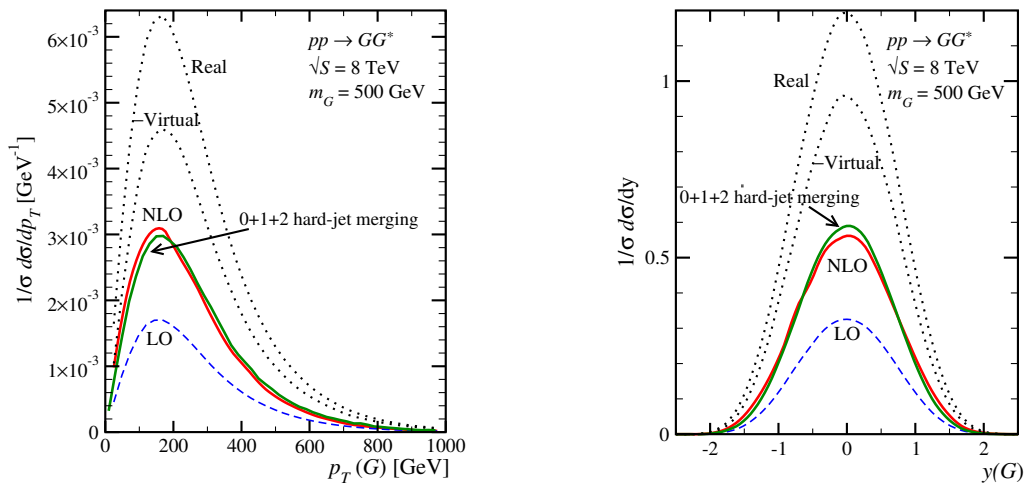 6×10⁻³
5×10⁻³
4×10⁻³
3×10⁻³
2×10⁻³
1×10⁻³
0
1/σ dσ/dp_T [GeV⁻¹]
pp → GG*
√S = 8 TeV
m_G = 500 GeV
Real
–Virtual
NLO
0+1+2 hard-jet merging
LO
0 200 400 600 800 1000
p_T (G) [GeV]
1
0.5
0
1/σ dσ/dy
pp → GG*
√S = 8 TeV
m_G = 500 GeV
Real
–Virtual
0+1+2 hard-jet merging
NLO
LO
-2 -1 0 1 2
y(G)